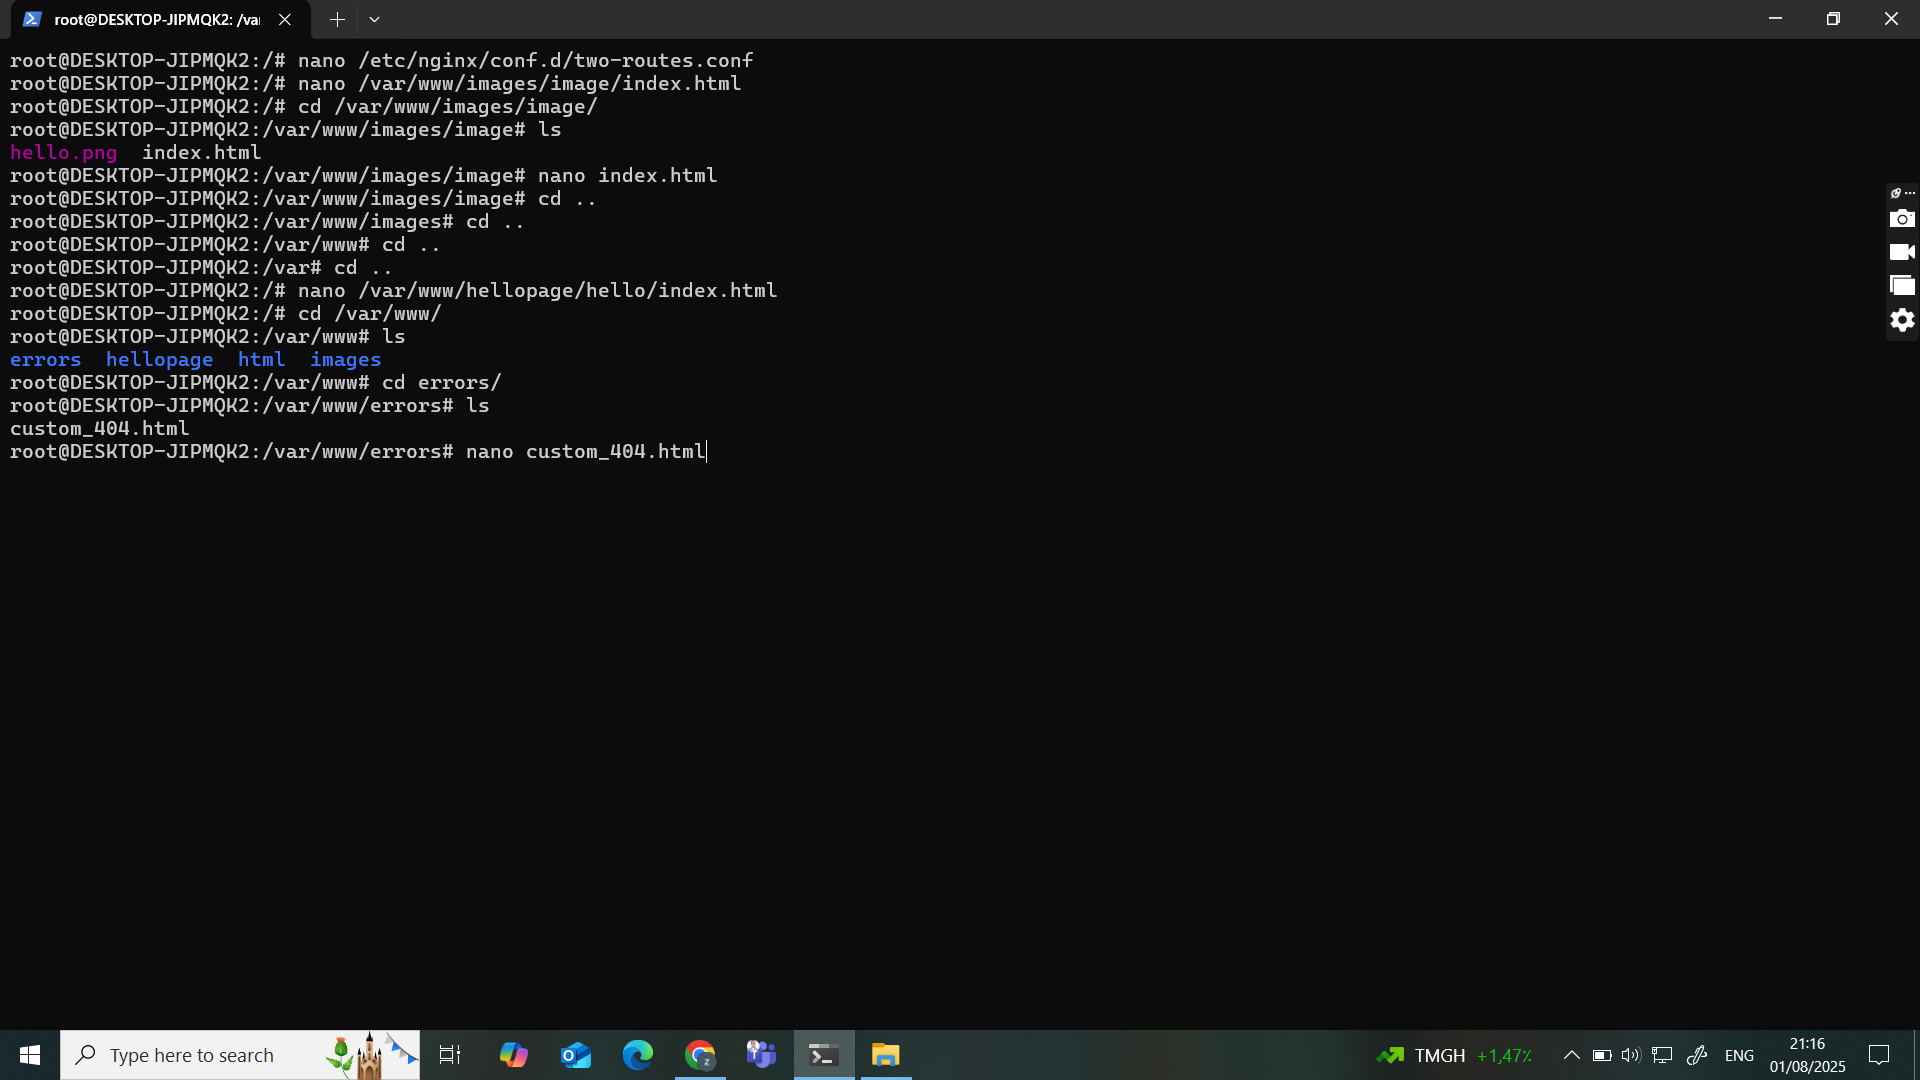 root@DESKTOP-JIPMQK2: /va
root@DESKTOP-JIPMQK2:/# nano /etc/nginx/conf.d/two-routes.conf
root@DESKTOP-JIPMQK2:/# nano /var/www/images/image/index.html
root@DESKTOP-JIPMQK2:/# cd /var/www/images/image/
root@DESKTOP-JIPMQK2:/var/www/images/image# ls
hello.png  index.html
root@DESKTOP-JIPMQK2:/var/www/images/image# nano index.html
root@DESKTOP-JIPMQK2:/var/www/images/image# cd ..
root@DESKTOP-JIPMQK2:/var/www/images# cd ..
root@DESKTOP-JIPMQK2:/var/www# cd ..
root@DESKTOP-JIPMQK2:/var# cd ..
root@DESKTOP-JIPMQK2:/# nano /var/www/hellopage/hello/index.html
root@DESKTOP-JIPMQK2:/# cd /var/www/
root@DESKTOP-JIPMQK2:/var/www# ls
errors  hellopage  html  images
root@DESKTOP-JIPMQK2:/var/www# cd errors/
root@DESKTOP-JIPMQK2:/var/www/errors# ls
custom_404.html
root@DESKTOP-JIPMQK2:/var/www/errors# nano custom_404.html
Type here to search
TMGH +1,47%
ENG
21:16
01/08/2025